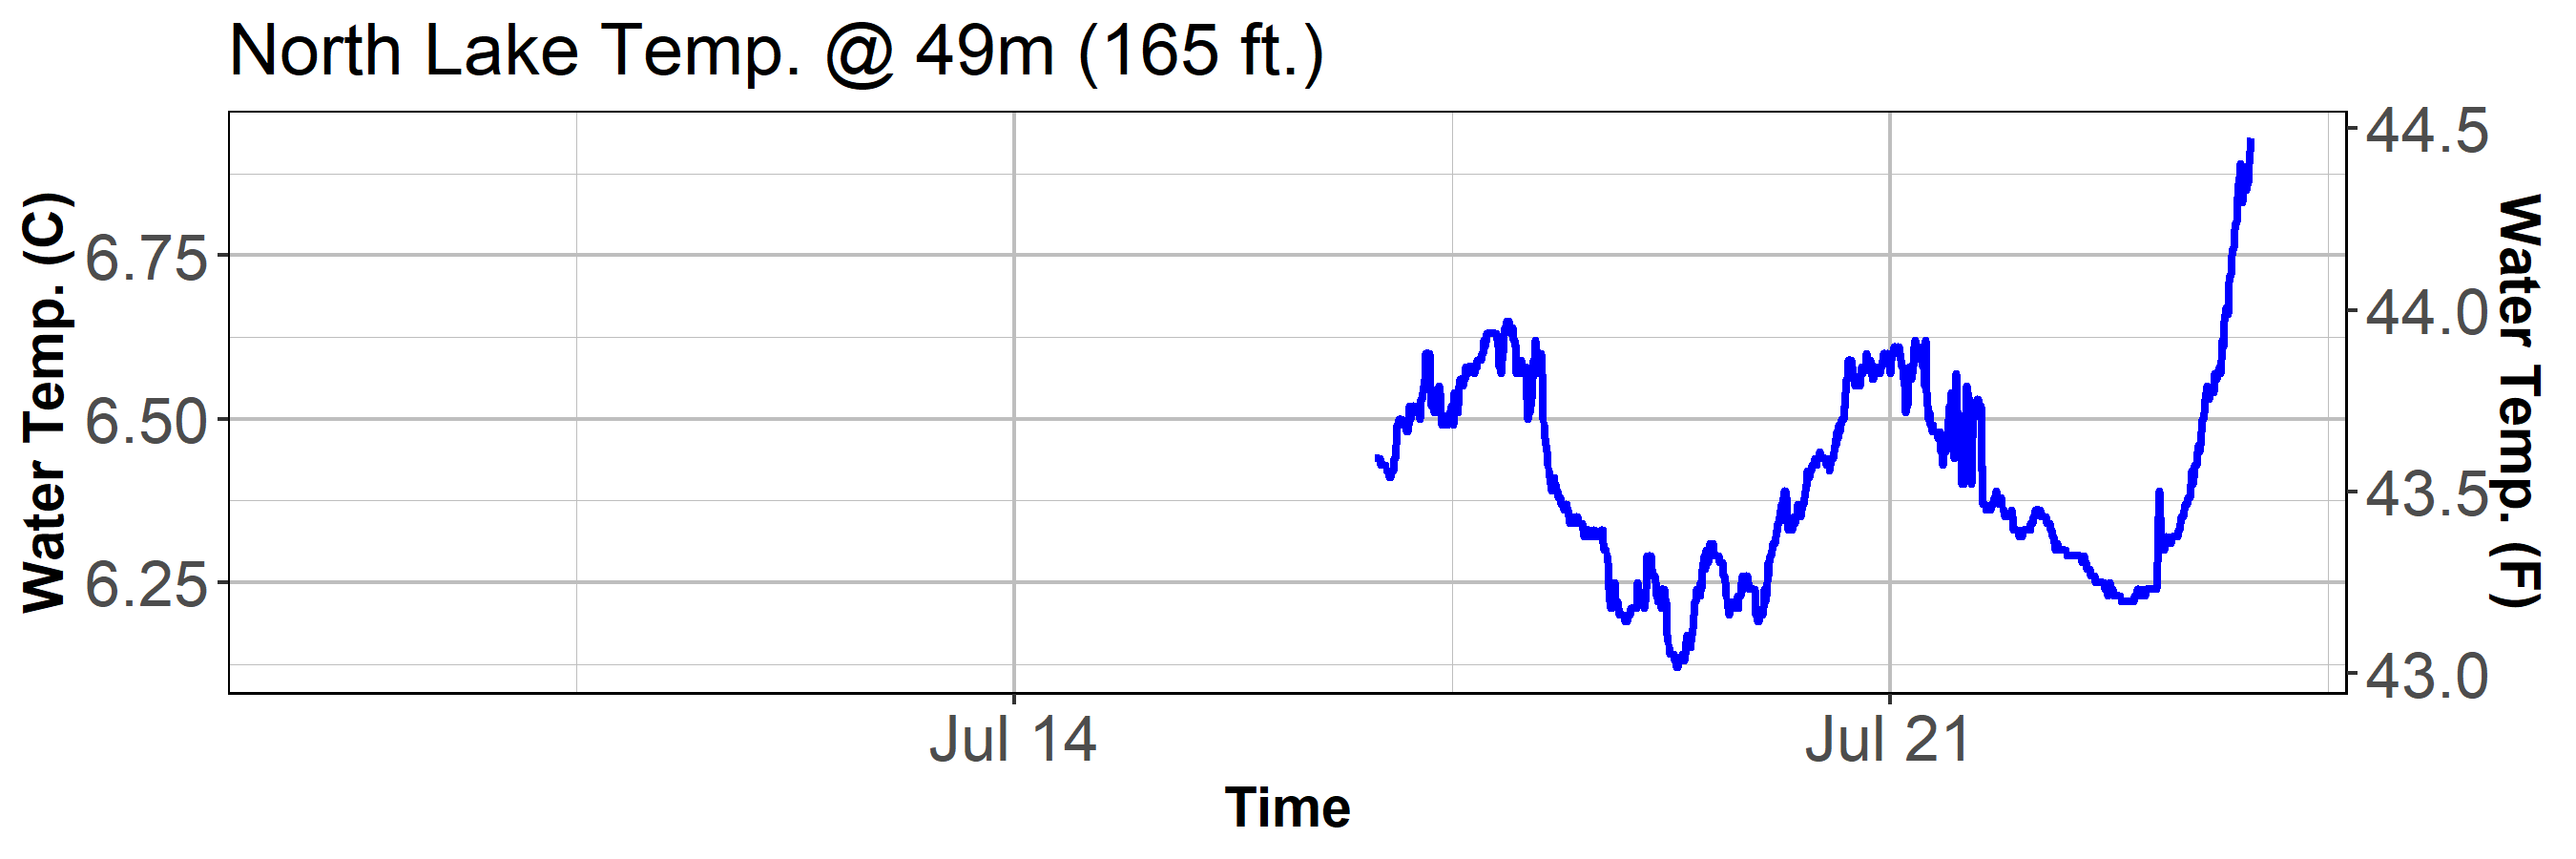 North Lake Temp. @ 49m (165 ft.)
Water Temp. (C)
6.75
6.50
6.25
44.5
44.0
43.5
43.0
Water Temp. (F)
Jul 14
Jul 21
Time